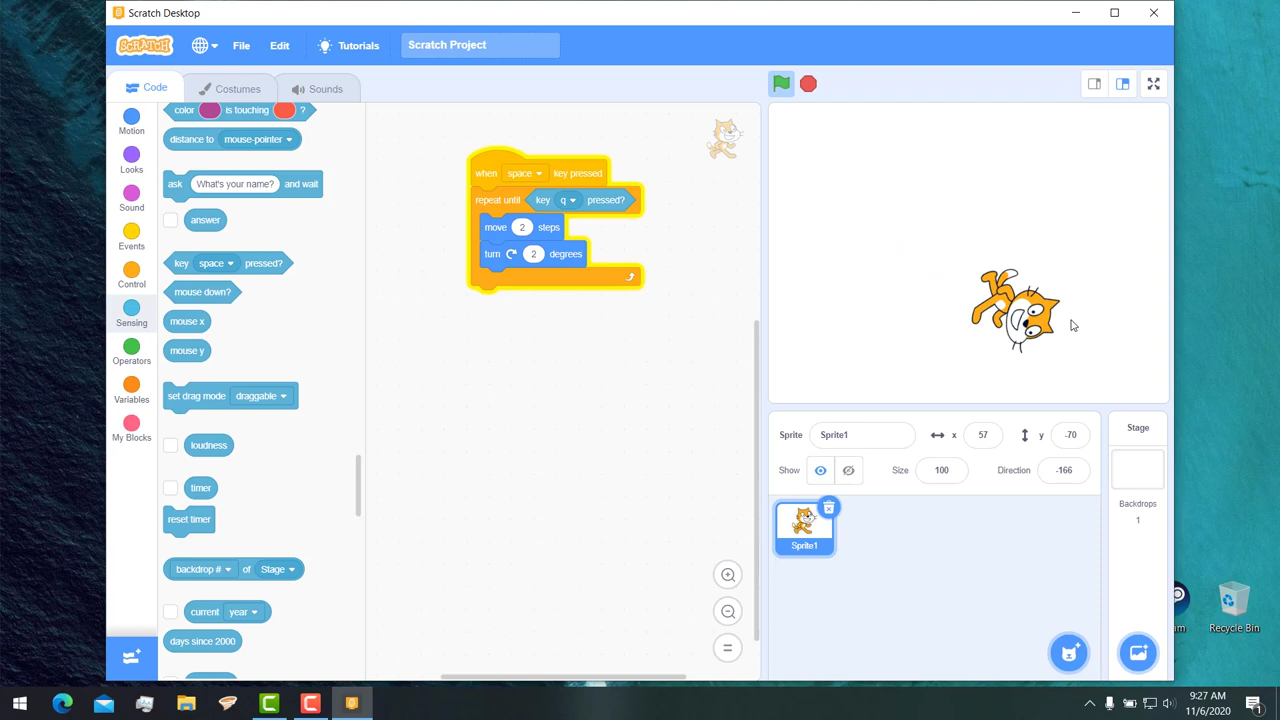 Scratch Desktop
SCRATCH File Edit Tutorials Scratch Project
Code Costumes Sounds
Motion
Looks
Sound
Events
Control
Sensing
Operators
Variables
My Blocks
color is touching ?
distance to mouse-pointer
ask What's your name? and wait
answer
key space pressed?
mouse down?
mouse x
mouse y
set drag mode draggable
loudness
timer
reset timer
backdrop # of Stage
current year
days since 2000
when space key pressed
repeat until key q pressed?
move 2 steps
turn 2 degrees
Sprite Sprite1 x 57 y -70
Show Size 100 Direction -166
Sprite1
Stage
Backdrops
1
Recycle Bin
9:27 AM
11/6/2020
1